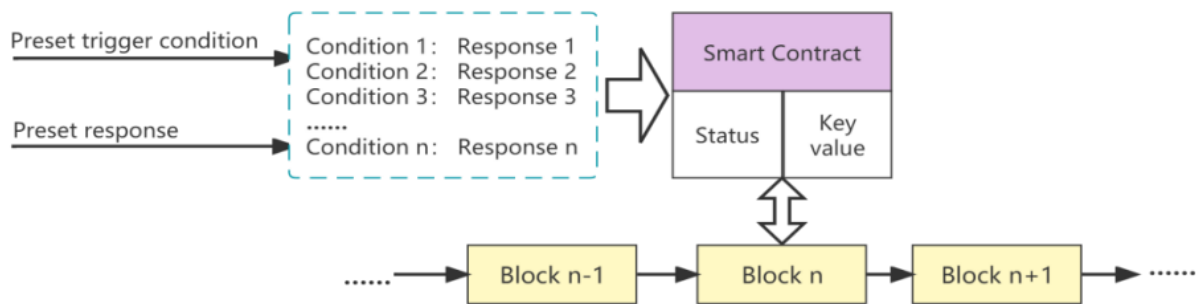 Preset trigger condition
Preset response
Condition 1: Response 1
Condition 2: Response 2
Condition 3: Response 3
......
Condition n: Response n
Smart Contract
Status
Key
value
...... Block n-1 Block n Block n+1 ......